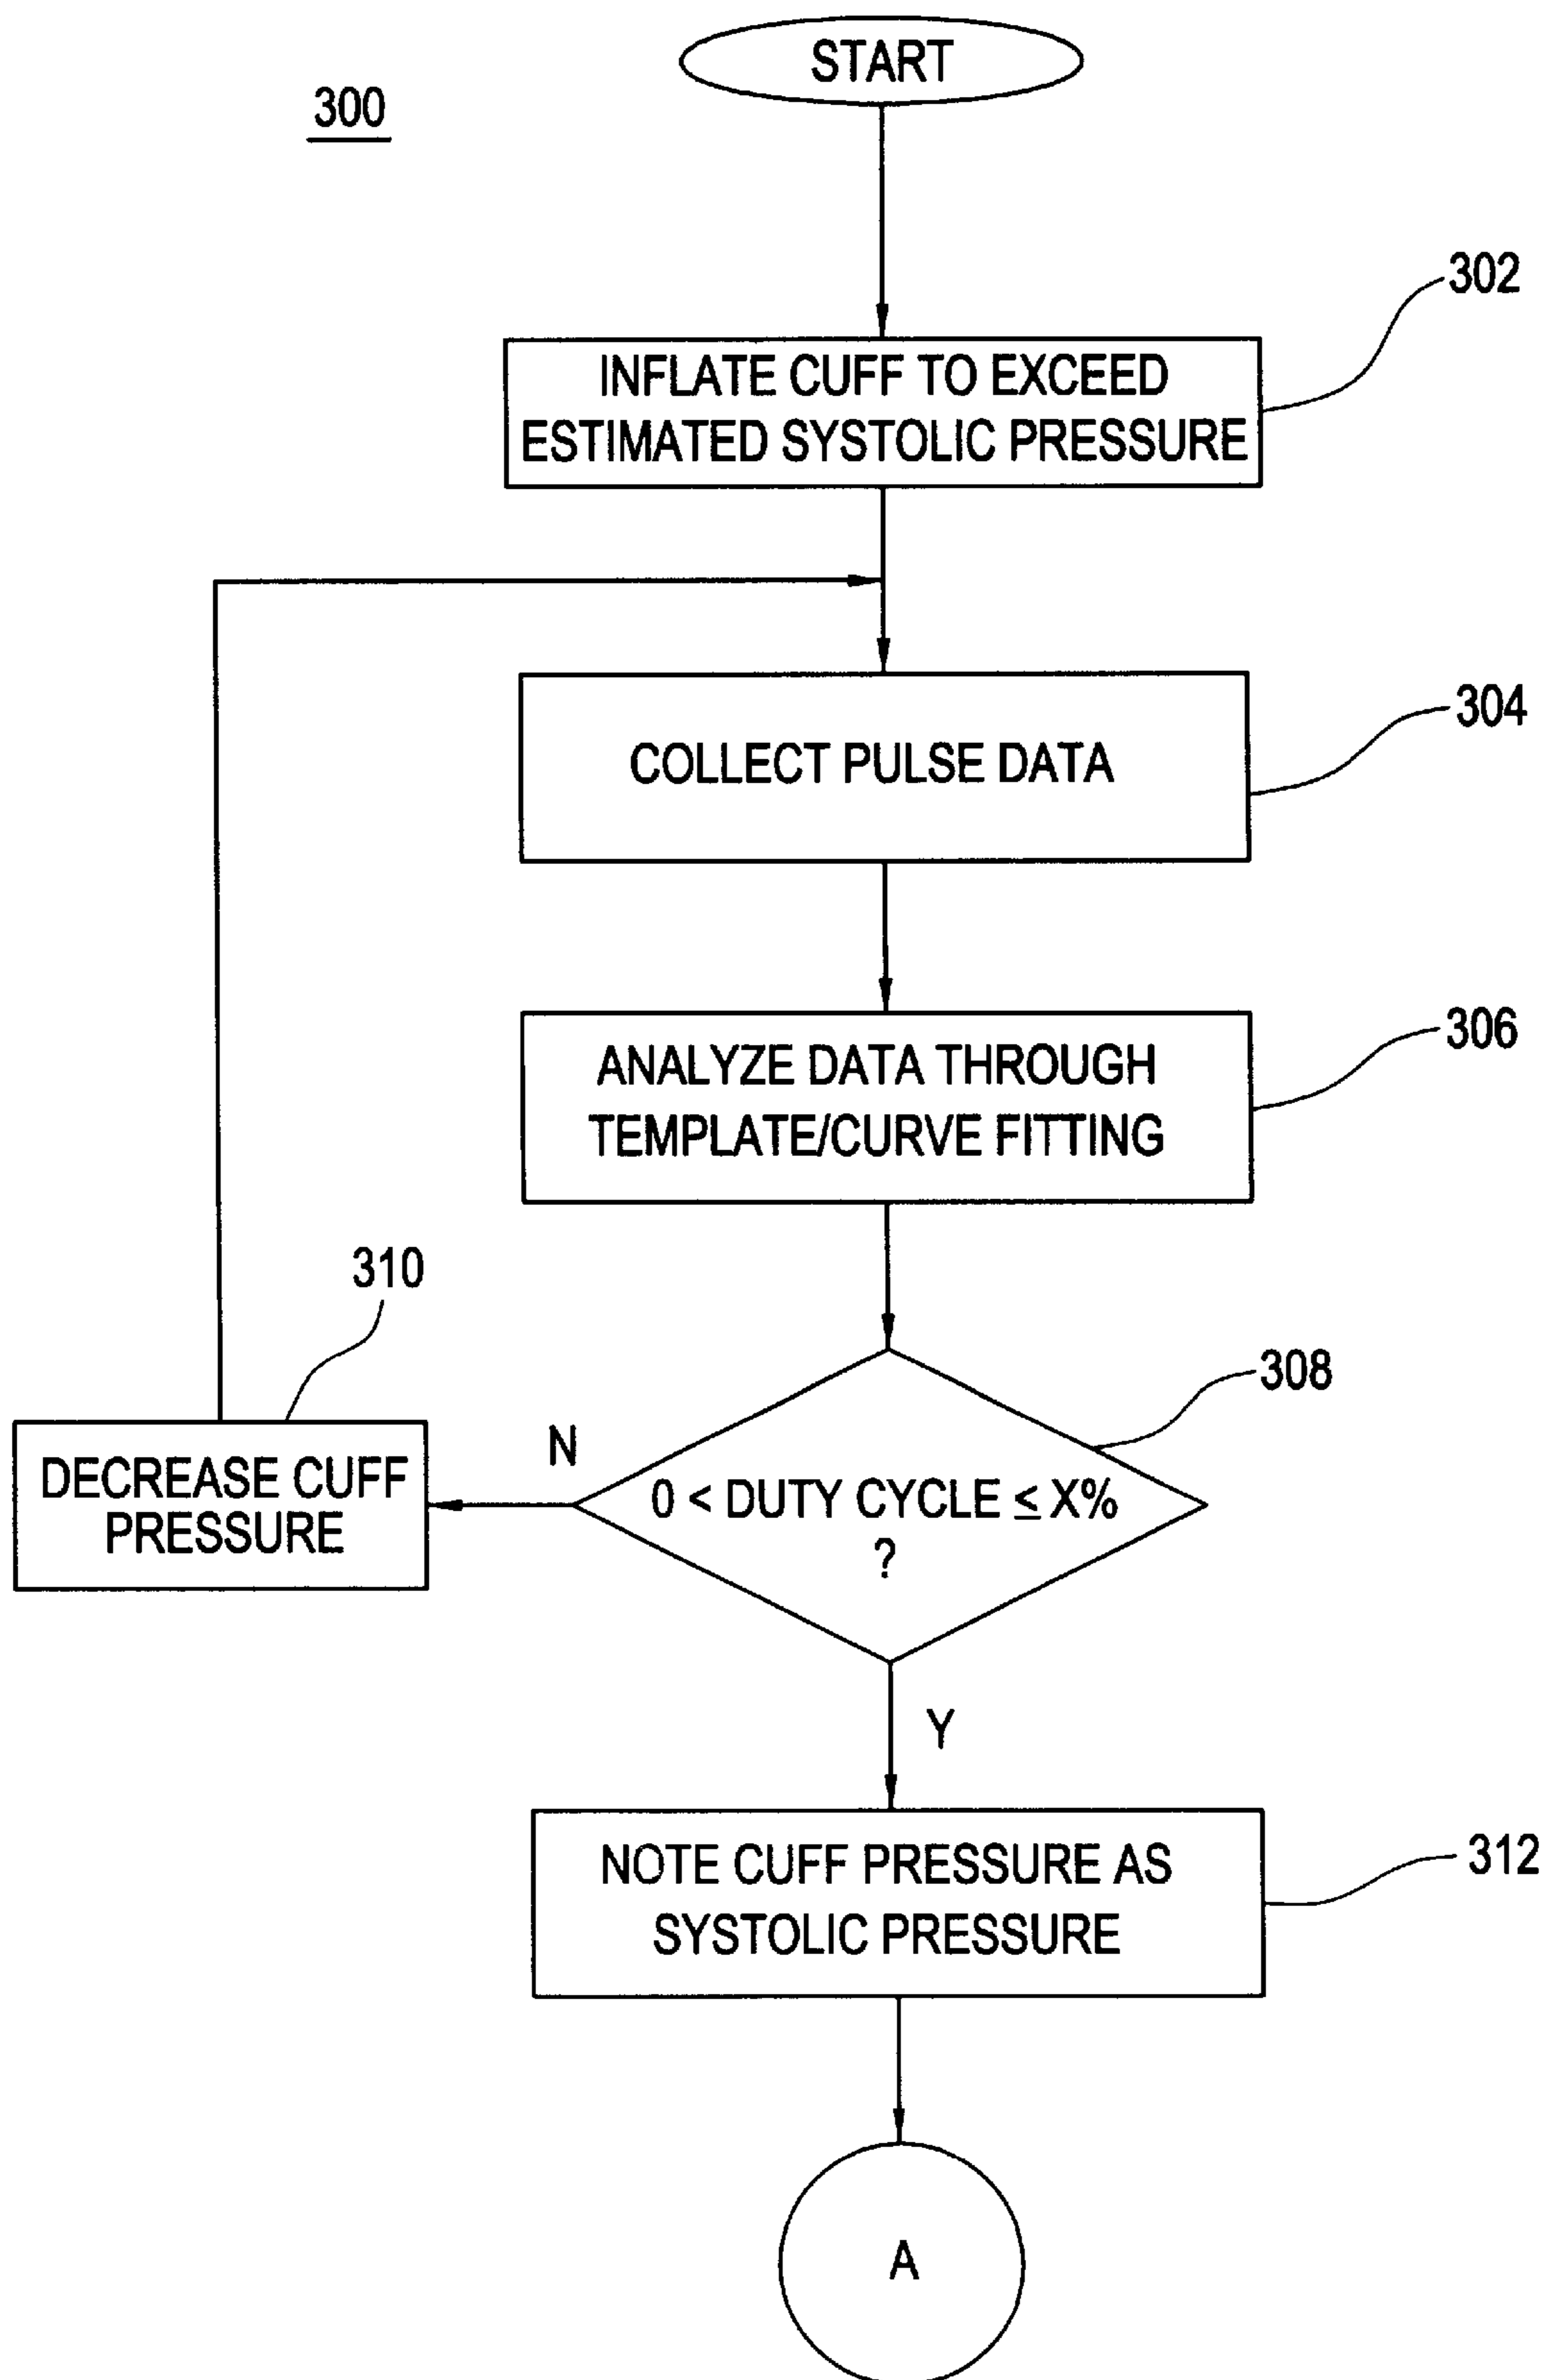 START
300
302
INFLATE CUFF TO EXCEED
ESTIMATED SYSTOLIC PRESSURE
304
COLLECT PULSE DATA
306
ANALYZE DATA THROUGH
TEMPLATE/CURVE FITTING
310
308
N
DECREASE CUFF
PRESSURE
0 < DUTY CYCLE ≤ X%
?
Y
312
NOTE CUFF PRESSURE AS
SYSTOLIC PRESSURE
A